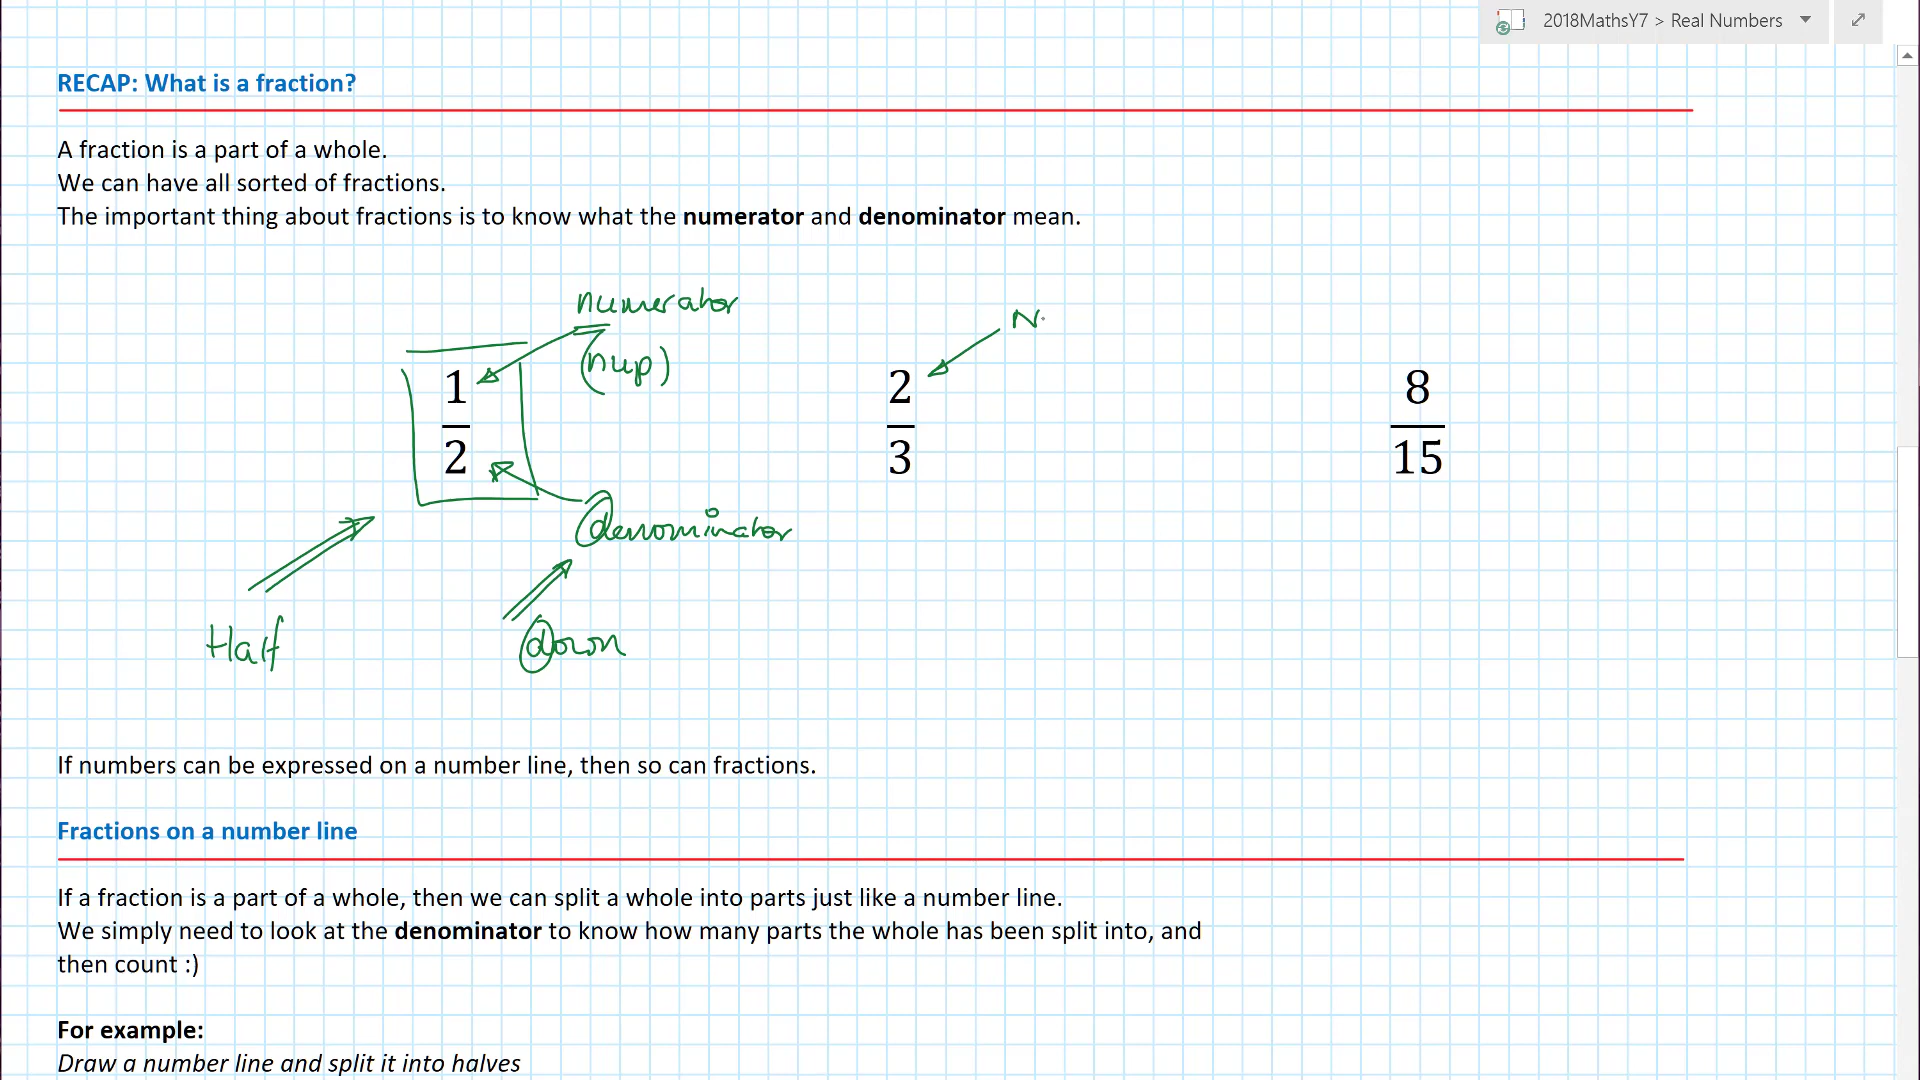 2018MathsY7 > Real Numbers
RECAP: What is a fraction?
A fraction is a part of a whole.
We can have all sorted of fractions.
The important thing about fractions is to know what the numerator and denominator mean.
numerator
(nup)
N
1
2
2
3
8
15
denominator
Half
down
If numbers can be expressed on a number line, then so can fractions.
Fractions on a number line
If a fraction is a part of a whole, then we can split a whole into parts just like a number line.
We simply need to look at the denominator to know how many parts the whole has been split into, and
then count :)
For example:
Draw a number line and split it into halves